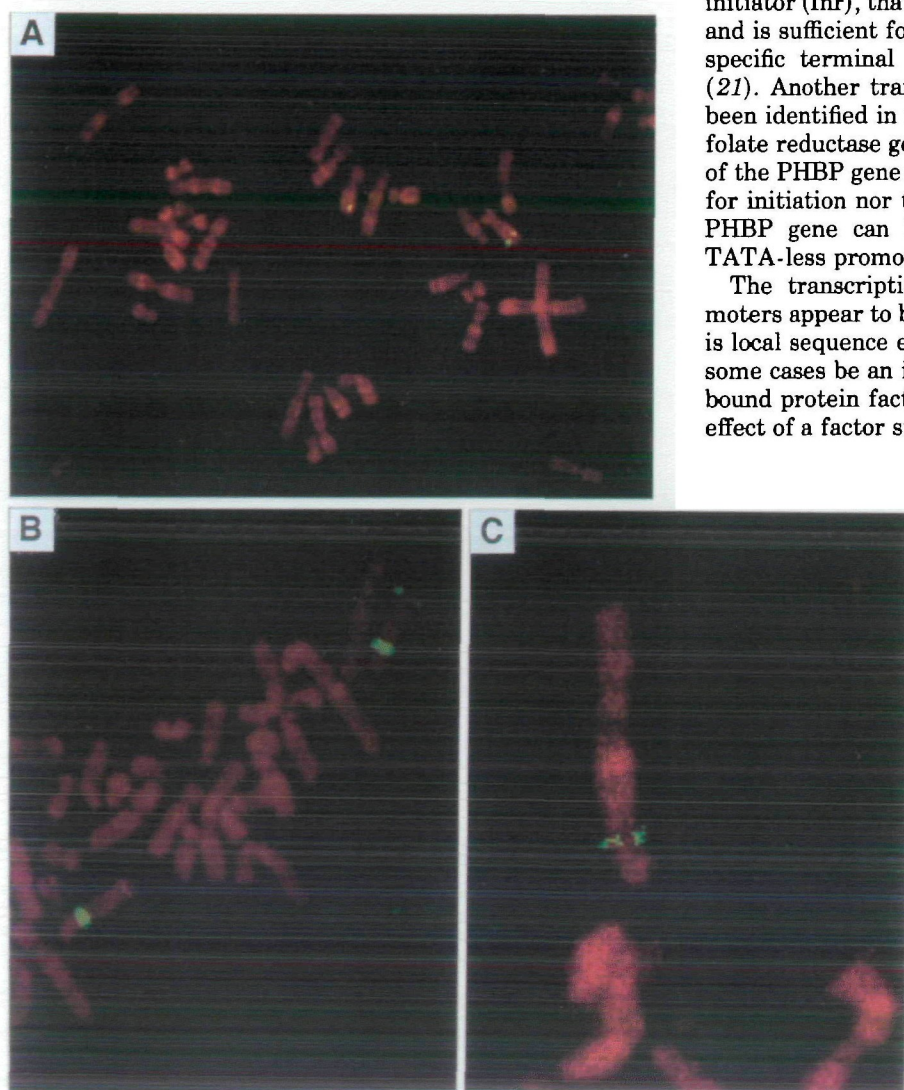 A
initiator (Inr), tha
and is sufficient fo
specific terminal
(21). Another tra
been identified in
folate reductase ge
of the PHBP gene
for initiation nor t
PHBP gene can
TATA-less promo
The transcripti
moters appear to b
is local sequence e
some cases be an i
bound protein fact
effect of a factor s
B
C